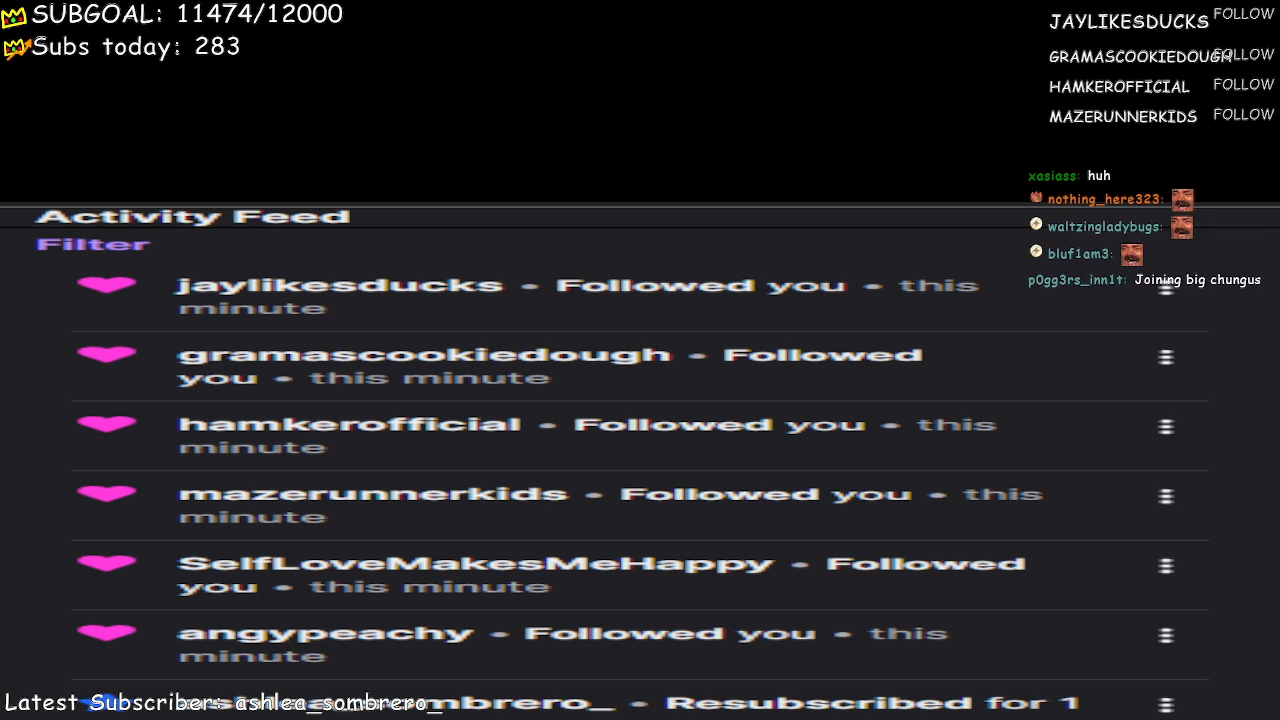 SUBGOAL: 11474/12000
Subs today: 283
JAYLIKESDUCKS FOLLOW
GRAMASCOOKIEDOUGH FOLLOW
HAMKEROFFICIAL FOLLOW
MAZERUNNERKIDS FOLLOW
xasiass: huh
nothing_here323:
waltzingladybugs:
bluf1am3:
p0gg3rs_inn1t: Joining big chungus
Activity Feed
Filter
jaylikesducks • Followed you • this
minute
gramascookiedough • Followed
you • this minute
hamkerofficial • Followed you • this
minute
mazerunnerkids • Followed you • this
minute
SelfLoveMakesMeHappy • Followed
you • this minute
angypeachy • Followed you • this
minute
Latest Subscriber: ashlea_sombrero_
• Resubscribed for 1